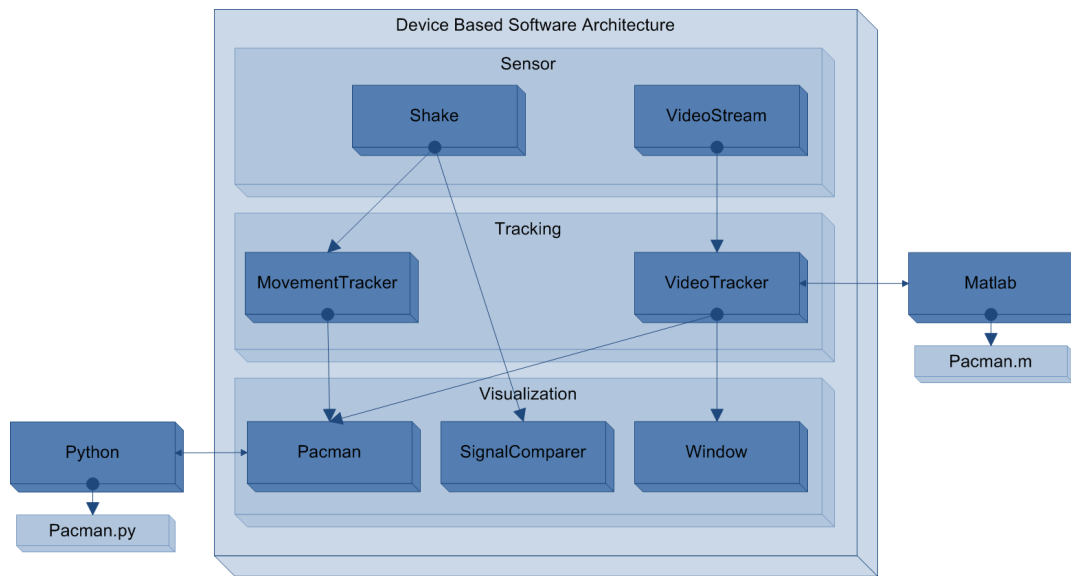 Device Based Software Architecture
Sensor
Shake
VideoStream
Tracking
MovementTracker
VideoTracker
Matlab
Pacman.m
Visualization
Python
Pacman
SignalComparer
Window
Pacman.py